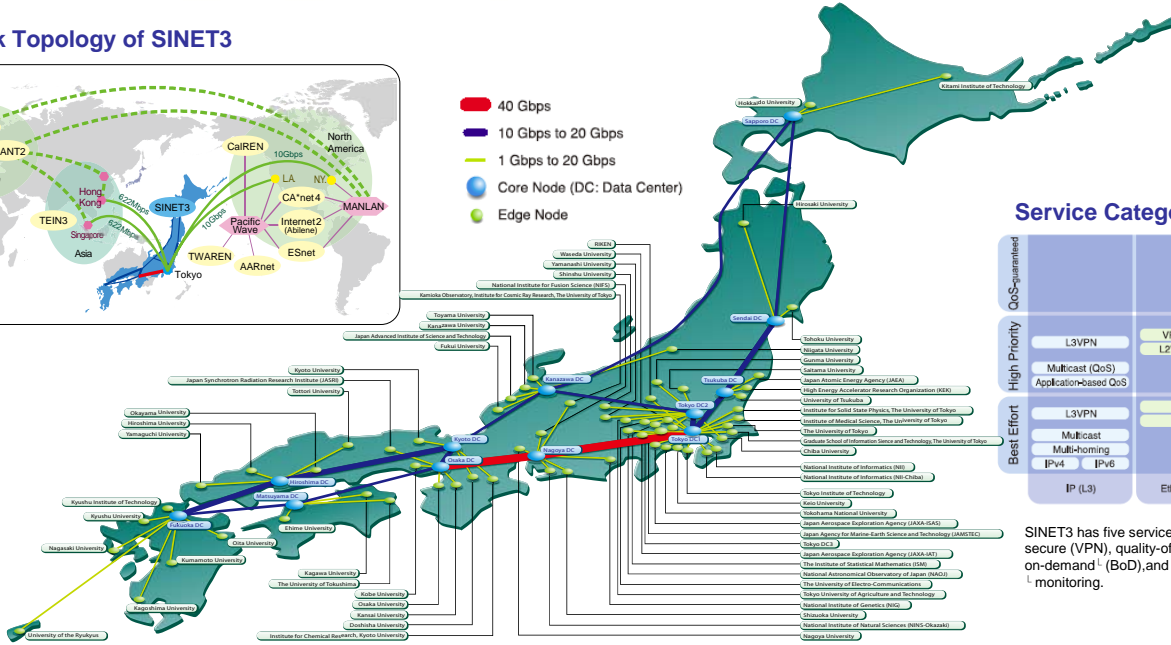 k Topology of SINET3
ANT2
TEIN3
Hong
Kong
Singapore
Asia
622Mbps
622Mbps
SINET3
Tokyo
CalREN
10Gbps
10Gbps
LA
NY.
North
America
CA*net4
MANLAN
Pacific
Wave
Internet2
(Abilene)
ESnet
TWAREN
AARnet
40 Gbps
10 Gbps to 20 Gbps
1 Gbps to 20 Gbps
Core Node (DC: Data Center)
Edge Node
Kitami Institute of Technology
Hokkaido University
Sapporo DC
Hirosaki University
Sendai DC
RIKEN
Waseda University
Yamanashi University
Shinshu University
National Institute for Fusion Science (NIFS)
Kamioka Observatory, Institute for Cosmic Ray Research, The University of Tokyo
Toyama University
Kanazawa University
Japan Advanced Institute of Science and Technology
Fukui University
Kyoto University
Japan Synchrotron Radiation Research Institute (JASRI)
Tottori University
Okayama University
Hiroshima University
Yamaguchi University
Kanazawa DC
Tsukuba DC
Tokyo DC2
Tokyo DC1
Kyoto DC
Osaka DC
Nagoya DC
Hiroshima DC
Matsuyama DC
Fukuoka DC
Kyushu Institute of Technology
Kyushu University
Nagasaki University
Ehime University
Oita University
Kumamoto University
Kagoshima University
University of the Ryukyus
Kagawa University
The University of Tokushima
Kobe University
Osaka University
Kansai University
Doshisha University
Institute for Chemical Research, Kyoto University
Tohoku University
Niigata University
Gunma University
Saitama University
Japan Atomic Energy Agency (JAEA)
High Energy Accelerator Research Organization (KEK)
University of Tsukuba
Institute for Solid State Physics, The University of Tokyo
Institute of Medical Science, The University of Tokyo
The University of Tokyo
Graduate School of Information Sience and Technology, The University of Tokyo
Chiba University
National Institute of Informatics (NII)
National Institute of Informatics (NII-Chiba)
Tokyo Institute of Technology
Keio University
Yokohama National University
Japan Aerospace Exploration Agency (JAXA-ISAS)
Japan Agency for Marine-Earth Science and Technology (JAMSTEC)
Tokyo DC3
Japan Aerospace Exploration Agency (JAXA-IAT)
The Institute of Statistical Mathematics (ISM)
National Astronomical Observatory of Japan (NAOJ)
The University of Electro-Communications
Tokyo University of Agriculture and Technology
National Institute of Genetics (NIG)
Shizuoka University
National Institute of Natural Sciences (NINS-Okazaki)
Nagoya University
Service Categ
QoS-guaranteed
High Priority
L3VPN
Multicast (QoS)
Application-based QoS
Best Effort
L3VPN
Multicast
Multi-homing
IPv4
IPv6
IP (L3)
Et
SINET3 has five service
secure (VPN), quality-of
on-demand└ (BoD),and
└ monitoring.